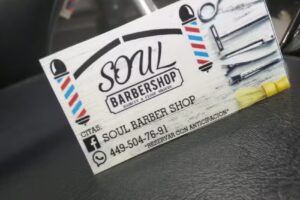 SOUL
BARBERSHOP
CITAS:
SOUL BARBER SHOP
449-504-76-91
"RESERVAR CON ANTICIPACION"